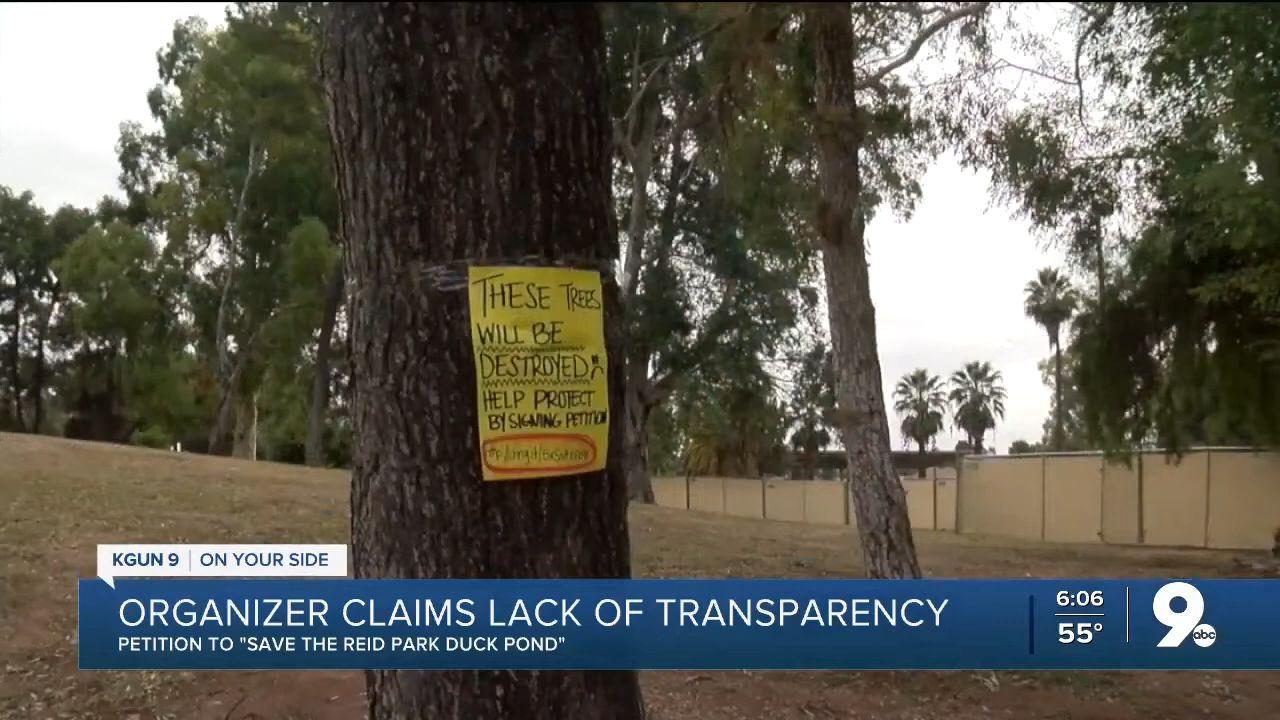 THESE TREES
WILL BE
DESTROYED
HELP PROTECT
BY SIGNING PETITION
KGUN 9 | ON YOUR SIDE
ORGANIZER CLAIMS LACK OF TRANSPARENCY
PETITION TO "SAVE THE REID PARK DUCK POND"
6:06
55°
9
abc